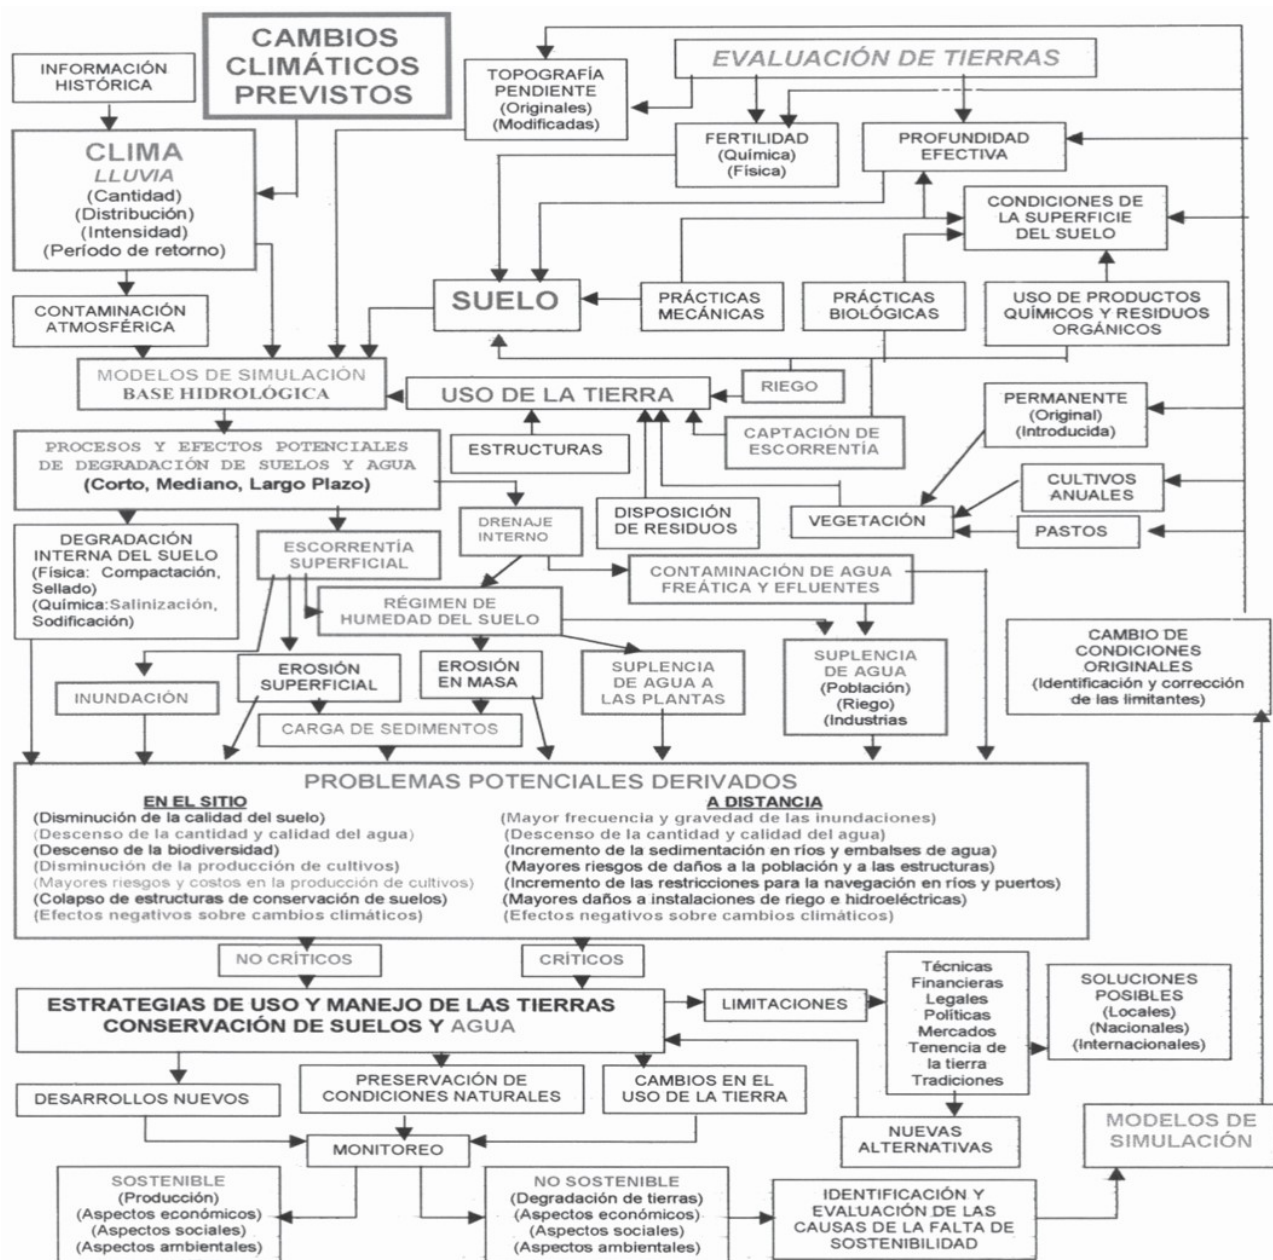 CAMBIOS
CLIMÁTICOS
PREVISTOS
INFORMACIÓN
HISTÓRICA
TOPOGRAFÍA
PENDIENTE
(Originales)
(Modificadas)
EVALUACIÓN DE TIERRAS
CLIMA
LLUVIA
(Cantidad)
(Distribución)
(Intensidad)
(Período de retorno)
FERTILIDAD
(Química)
(Física)
PROFUNDIDAD
EFECTIVA
CONDICIONES DE
LA SUPERFICIE
DEL SUELO
CONTAMINACIÓN
ATMOSFÉRICA
SUELO
PRÁCTICAS
MECÁNICAS
PRÁCTICAS
BIOLÓGICAS
USO DE PRODUCTOS
QUÍMICOS Y RESIDUOS
ORGÁNICOS
MODELOS DE SIMULACIÓN
BASE HIDROLÓGICA
USO DE LA TIERRA
RIEGO
PERMANENTE
(Original)
(Introducida)
PROCESOS Y EFECTOS POTENCIALES
DE DEGRADACIÓN DE SUELOS Y AGUA
(Corto, Mediano, Largo Plazo)
ESTRUCTURAS
CAPTACIÓN DE
ESCORRENTÍA
CULTIVOS
ANUALES
DISPOSICIÓN
DE RESIDUOS
VEGETACIÓN
PASTOS
DEGRADACIÓN
INTERNA DEL SUELO
(Física: Compactación,
Sellado)
(Química:Salinización,
Sodificación)
ESCORRENTÍA
SUPERFICIAL
DRENAJE
INTERNO
CONTAMINACIÓN DE AGUA
FREÁTICA Y EFLUENTES
RÉGIMEN DE
HUMEDAD DEL SUELO
CAMBIO DE
CONDICIONES
ORIGINALES
(Identificación y corrección
de las limitantes)
INUNDACIÓN
EROSIÓN
SUPERFICIAL
EROSIÓN
EN MASA
SUPLENCIA
DE AGUA A
LAS PLANTAS
SUPLENCIA
DE AGUA
(Población)
(Riego)
(Industrias
CARGA DE SEDIMENTOS
PROBLEMAS POTENCIALES DERIVADOS
EN EL SITIO
(Disminución de la calidad del suelo)
(Descenso de la cantidad y calidad del agua)
(Descenso de la biodiversidad)
(Disminución de la producción de cultivos)
(Mayores riesgos y costos en la producción de cultivos)
(Colapso de estructuras de conservación de suelos)
(Efectos negativos sobre cambios climáticos)
A DISTANCIA
(Mayor frecuencia y gravedad de las inundaciones)
(Descenso de la cantidad y calidad del agua)
(Incremento de la sedimentación en ríos y embalses de agua)
(Mayores riesgos de daños a la población y a las estructuras)
(Incremento de las restricciones para la navegación en ríos y puertos)
(Mayores daños a instalaciones de riego e hidroeléctricas)
(Efectos negativos sobre cambios climáticos)
NO CRÍTICOS
CRÍTICOS
ESTRATEGIAS DE USO Y MANEJO DE LAS TIERRAS
CONSERVACIÓN DE SUELOS Y AGUA
LIMITACIONES
Técnicas
Financieras
Legales
Políticas
Mercados
Tenencia de
la tierra
Tradiciones
SOLUCIONES
POSIBLES
(Locales)
(Nacionales)
(Internacionales)
DESARROLLOS NUEVOS
PRESERVACIÓN DE
CONDICIONES NATURALES
CAMBIOS EN EL
USO DE LA TIERRA
NUEVAS
ALTERNATIVAS
MODELOS DE
SIMULACIÓN
MONITOREO
SOSTENIBLE
(Producción)
(Aspectos económicos)
(Aspectos sociales)
(Aspectos ambientales)
NO SOSTENIBLE
(Degradación de tierras)
(Aspectos económicos)
(Aspectos sociales)
(Aspectos ambientales)
IDENTIFICACIÓN Y
EVALUACIÓN DE LAS
CAUSAS DE LA FALTA DE
SOSTENIBILIDAD